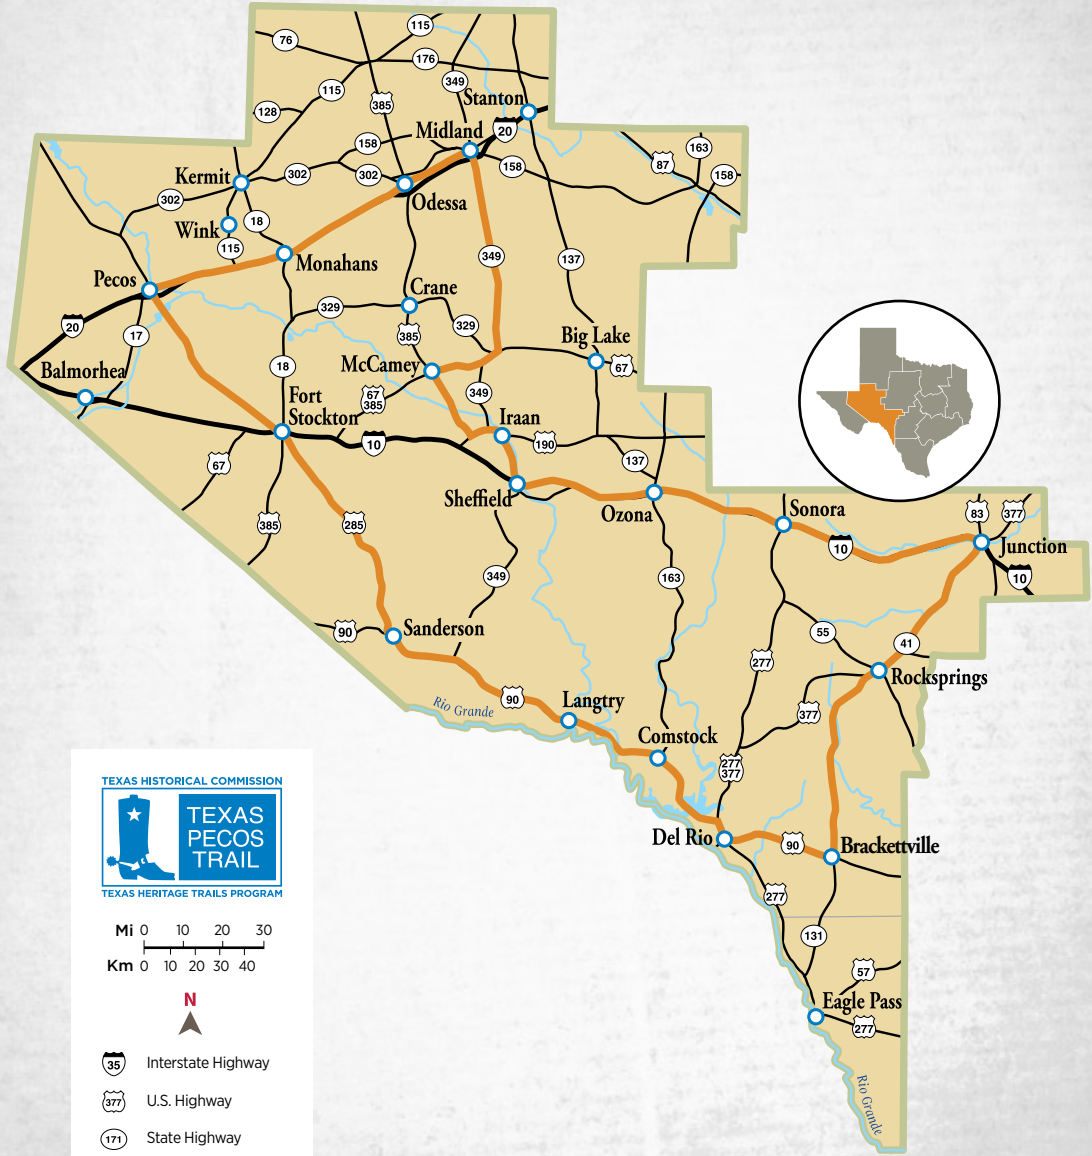 115
76
176
349
115
385
Stanton
128
20
Midland
158
163
87
158
302
302
158
Kermit
302
Odessa
18
Wink
115
349
137
Monahans
Pecos
Crane
329
20
17
329
385
Big Lake
McCamey
67
18
Balmorhea
349
67
385
Fort
Stockton
Iraan
10
190
67
137
Sheffield
Ozona
Sonora
83
377
385
285
10
Junction
349
163
10
90
Sanderson
55
41
277
Rocksprings
90
Langtry
Rio Grande
377
Comstock
277
377
Del Rio
90
Brackettville
277
131
57
Eagle Pass
277
Rio Grande
TEXAS HISTORICAL COMMISSION
TEXAS
PECOS
TRAIL
TEXAS HERITAGE TRAILS PROGRAM
Mi 0 10 20 30
Km 0 10 20 30 40
N
35 Interstate Highway
377 U.S. Highway
171 State Highway